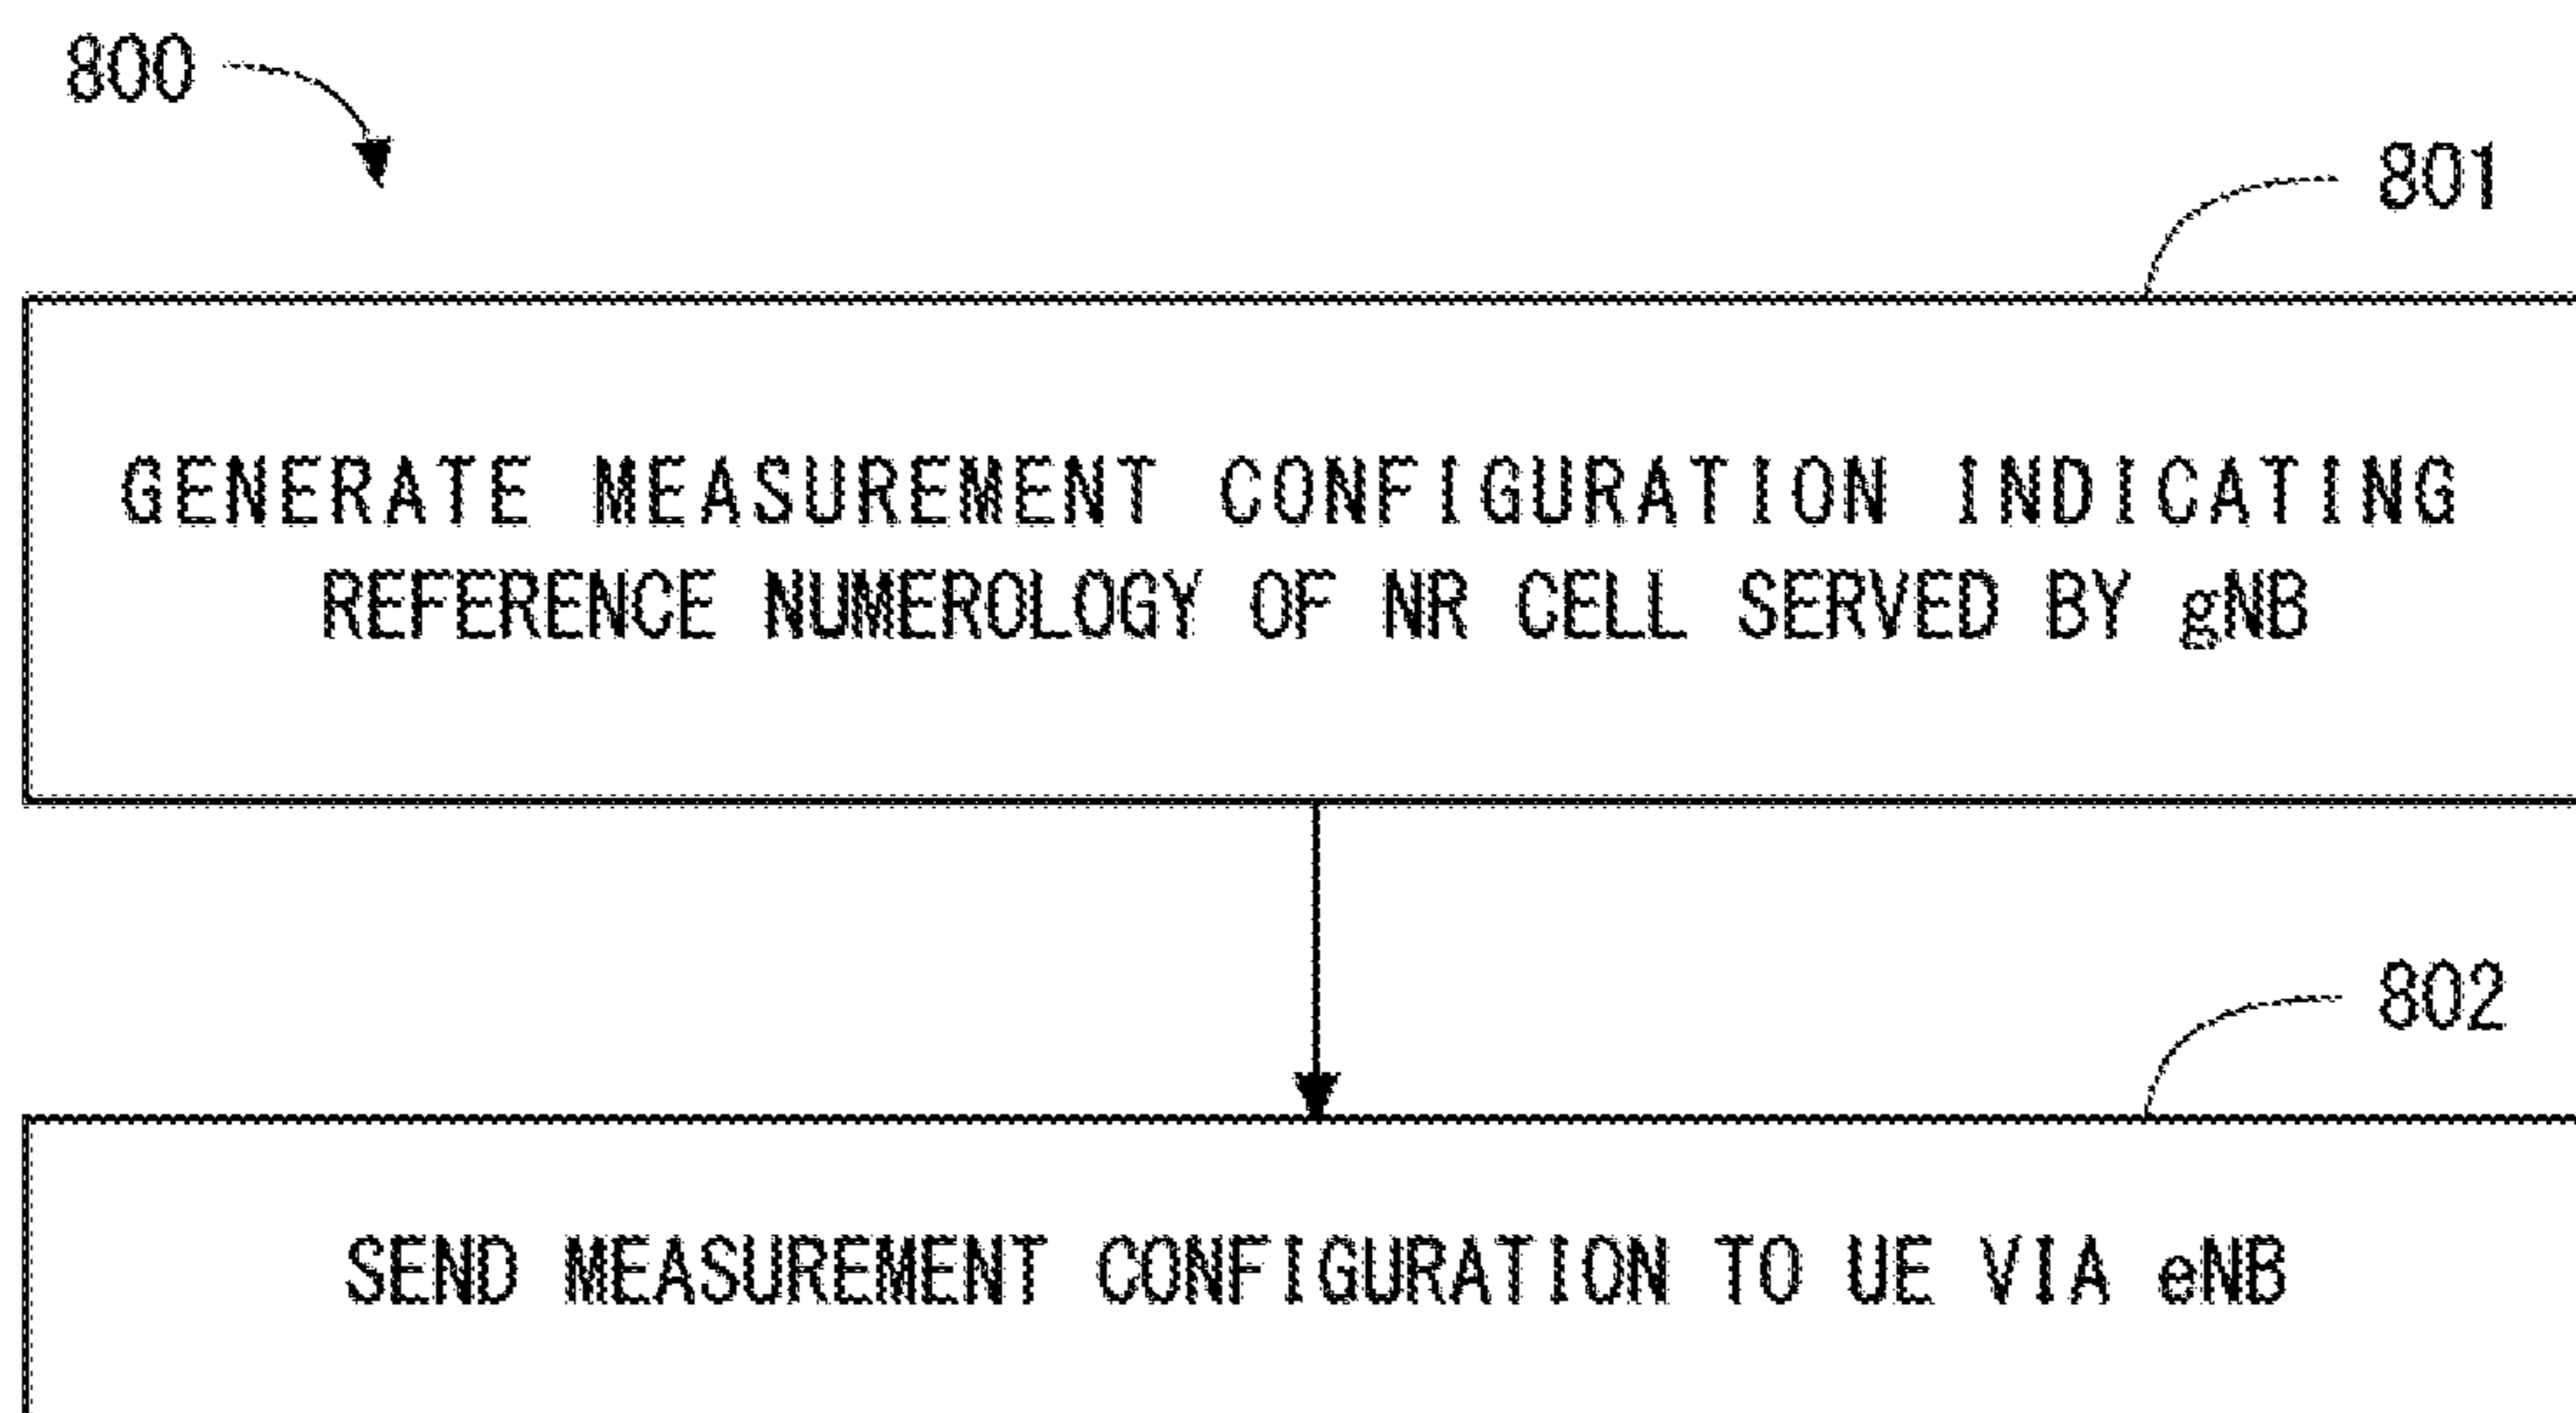 800
801
GENERATE MEASUREMENT CONFIGURATION INDICATING
REFERENCE NUMEROLOGY OF NR CELL SERVED BY gNB
802
SEND MEASUREMENT CONFIGURATION TO UE VIA eNB